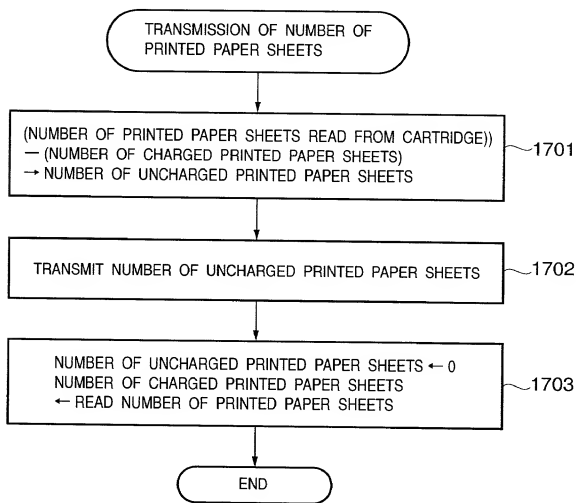 TRANSMISSION OF NUMBER OF
PRINTED PAPER SHEETS
(NUMBER OF PRINTED PAPER SHEETS READ FROM CARTRIDGE))
— (NUMBER OF CHARGED PRINTED PAPER SHEETS)
→ NUMBER OF UNCHARGED PRINTED PAPER SHEETS
1701
TRANSMIT NUMBER OF UNCHARGED PRINTED PAPER SHEETS
1702
NUMBER OF UNCHARGED PRINTED PAPER SHEETS ← 0
NUMBER OF CHARGED PRINTED PAPER SHEETS
← READ NUMBER OF PRINTED PAPER SHEETS
1703
END